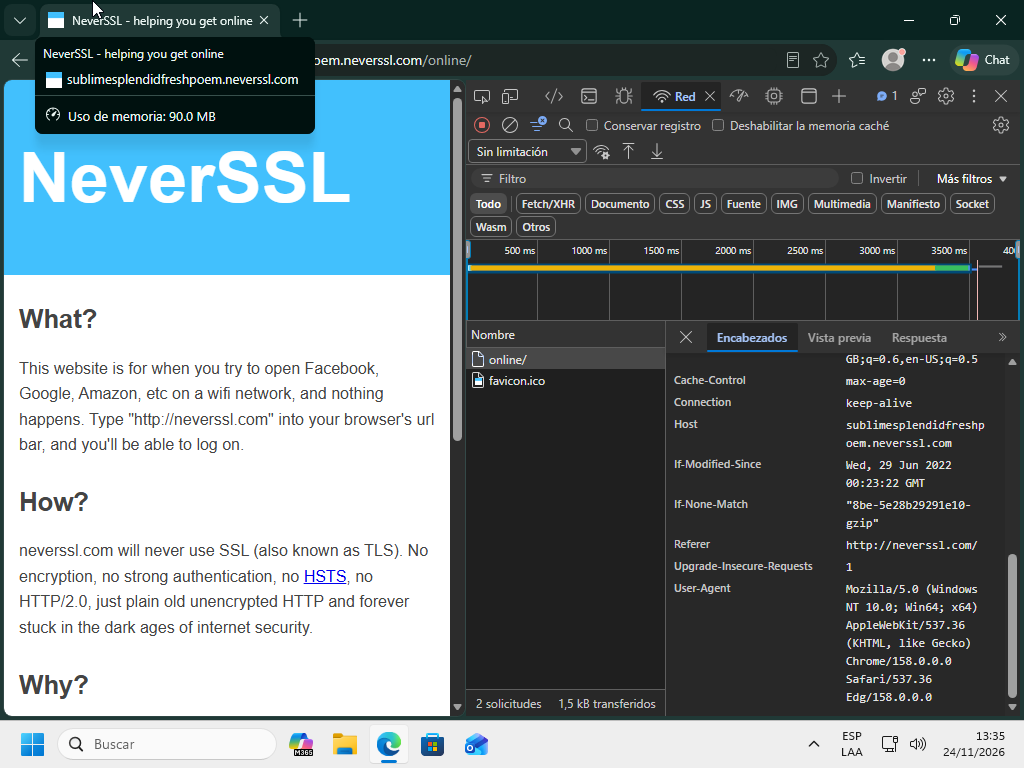 NeverSSL - helping you get online
NeverSSL - helping you get online
sublimesplendidfreshpoem.neverssl.com
Uso de memoria: 90.0 MB
oem.neverssl.com/online/
Chat
NeverSSL
What?
This website is for when you try to open Facebook,
Google, Amazon, etc on a wifi network, and nothing
happens. Type "http://neverssl.com" into your browser's url
bar, and you'll be able to log on.
How?
neverssl.com will never use SSL (also known as TLS). No
encryption, no strong authentication, no HSTS, no
HTTP/2.0, just plain old unencrypted HTTP and forever
stuck in the dark ages of internet security.
Why?
Red
1
Conservar registro
Deshabilitar la memoria caché
Sin limitación
Filtro
Invertir
Más filtros
Todo
Fetch/XHR
Documento
CSS
JS
Fuente
IMG
Multimedia
Manifiesto
Socket
Wasm
Otros
500 ms
1000 ms
1500 ms
2000 ms
2500 ms
3000 ms
3500 ms
400
Nombre
online/
favicon.ico
2 solicitudes
1,5 kB transferidos
Encabezados
Vista previa
Respuesta
GB;q=0.6,en-US;q=0.5
Cache-Control
max-age=0
Connection
keep-alive
Host
sublimesplendidfreshp
oem.neverssl.com
If-Modified-Since
Wed, 29 Jun 2022
00:23:22 GMT
If-None-Match
"8be-5e28b29291e10-
gzip"
Referer
http://neverssl.com/
Upgrade-Insecure-Requests
1
User-Agent
Mozilla/5.0 (Windows
NT 10.0; Win64; x64)
AppleWebKit/537.36
(KHTML, like Gecko)
Chrome/158.0.0.0
Safari/537.36
Edg/158.0.0.0
Buscar
M365
ESP
LAA
13:35
24/11/2026